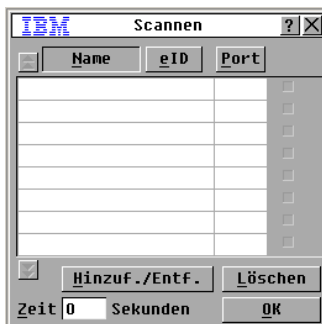 IBM Scannen ? X
Name eID Port
Hinzuf./Entf. Löschen
Zeit 0 Sekunden OK